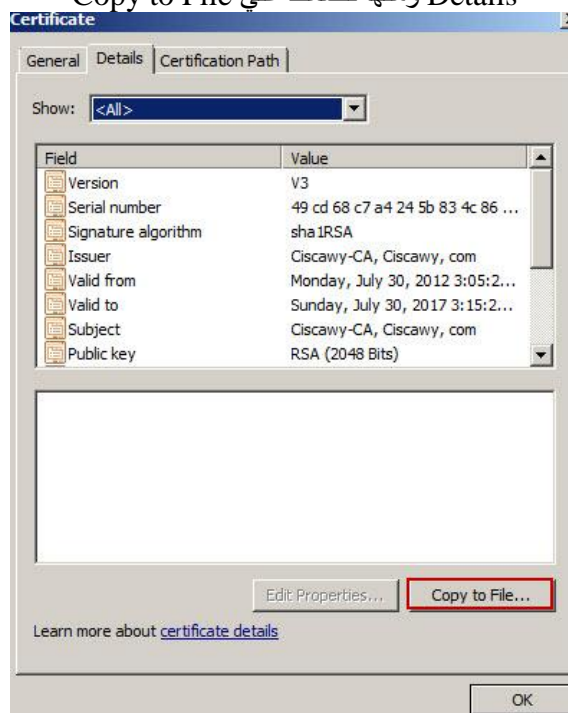 Details Copy to File
Certificate
General Details Certification Path
Show: <All>
Field Value
Version V3
Serial number 49 cd 68 c7 a4 24 5b 83 4c 86 ...
Signature algorithm sha1RSA
Issuer Ciscawy-CA, Ciscawy, com
Valid from Monday, July 30, 2012 3:05:2...
Valid to Sunday, July 30, 2017 3:15:2...
Subject Ciscawy-CA, Ciscawy, com
Public key RSA (2048 Bits)
Edit Properties... Copy to File...
Learn more about certificate details
OK